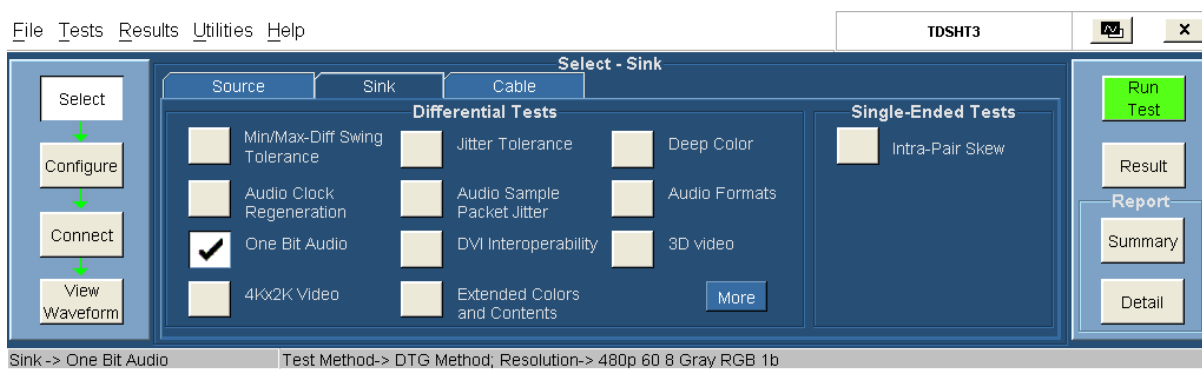 File Tests Results Utilities Help
TDSHT3
x
Select - Sink
Source Sink Cable
Select
Configure
Connect
View
Waveform
Differential Tests
Min/Max-Diff Swing
Tolerance
Jitter Tolerance
Deep Color
Audio Clock
Regeneration
Audio Sample
Packet Jitter
Audio Formats
One Bit Audio
DVI Interoperability
3D video
4Kx2K Video
Extended Colors
and Contents
More
Single-Ended Tests
Intra-Pair Skew
Run
Test
Result
Report
Summary
Detail
Sink -> One Bit Audio
Test Method-> DTG Method; Resolution-> 480p 60 8 Gray RGB 1b